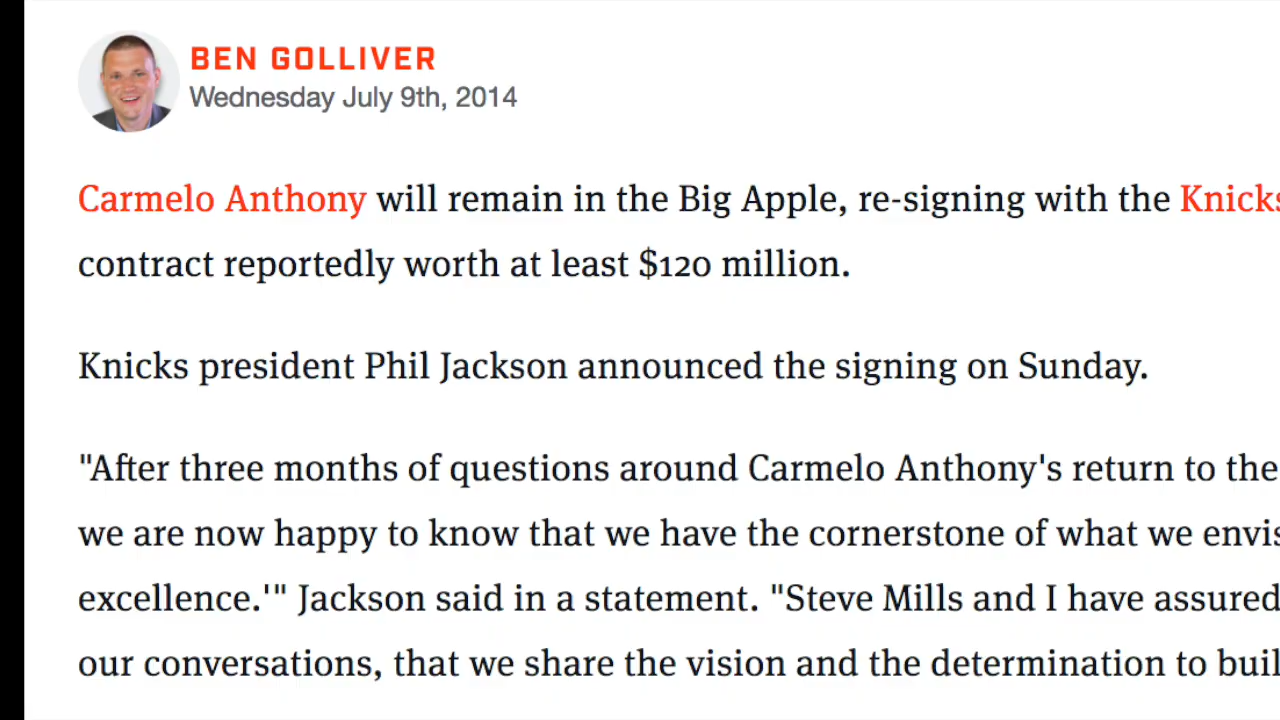 BEN GOLLIVER
Wednesday July 9th, 2014
Carmelo Anthony will remain in the Big Apple, re-signing with the Knicks
contract reportedly worth at least $120 million.
Knicks president Phil Jackson announced the signing on Sunday.
"After three months of questions around Carmelo Anthony's return to the
we are now happy to know that we have the cornerstone of what we envis
excellence.'" Jackson said in a statement. "Steve Mills and I have assured
our conversations, that we share the vision and the determination to buil